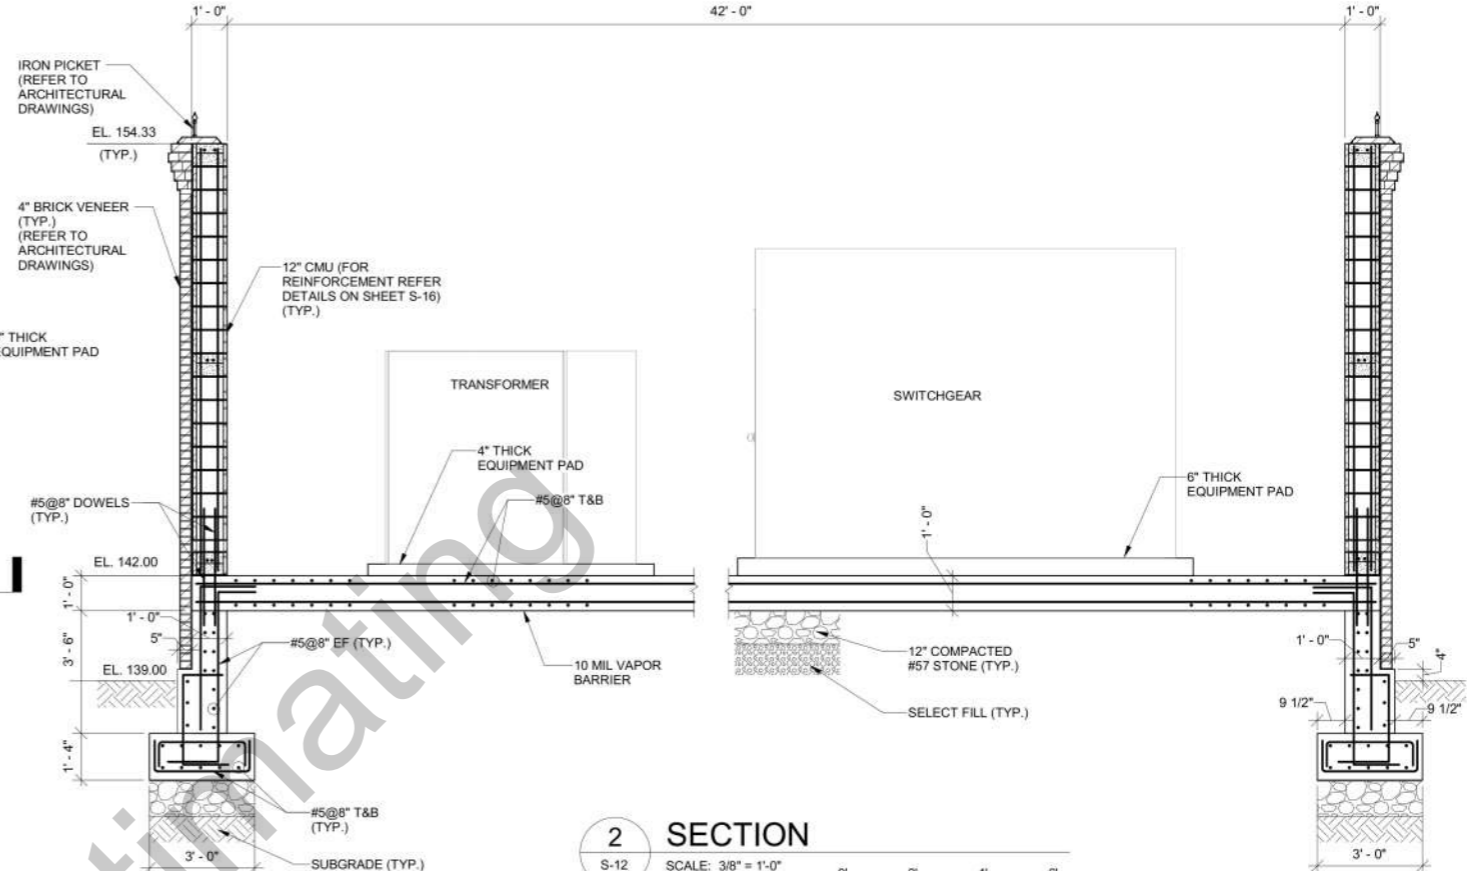 1' - 0"
42' - 0"
1' - 0"
IRON PICKET
(REFER TO
ARCHITECTURAL
DRAWINGS)
EL. 154.33
(TYP.)
4" BRICK VENEER
(TYP.)
(REFER TO
ARCHITECTURAL
DRAWINGS)
12" CMU (FOR
REINFORCEMENT REFER
DETAILS ON SHEET S-16)
(TYP.)
" THICK
EQUIPMENT PAD
TRANSFORMER
SWITCHGEAR
4" THICK
EQUIPMENT PAD
#5@8" T&B
6" THICK
EQUIPMENT PAD
#5@8" DOWELS
(TYP.)
1' - 0"
EL. 142.00
1' - 0"
1' - 0"
5"
#5@8" EF (TYP.)
3' - 6"
EL. 139.00
10 MIL VAPOR
BARRIER
12" COMPACTED
#57 STONE (TYP.)
SELECT FILL (TYP.)
1' - 0"
5"
4"
9 1/2"
9 1/2"
1' - 4"
#5@8" T&B
(TYP.)
SUBGRADE (TYP.)
3' - 0"
3' - 0"
2
SECTION
S-12
SCALE: 3/8" = 1'-0"
timating